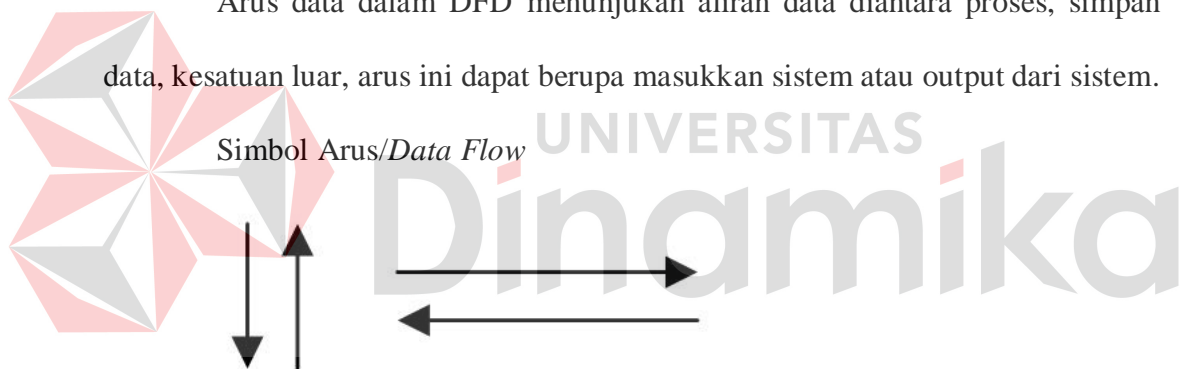 Arus data dalam DFD menunjukan aliran data diantara proses, simpan
data, kesatuan luar, arus ini dapat berupa masukkan sistem atau output dari sistem.
Simbol Arus/Data Flow
UNIVERSITAS
Dinamika